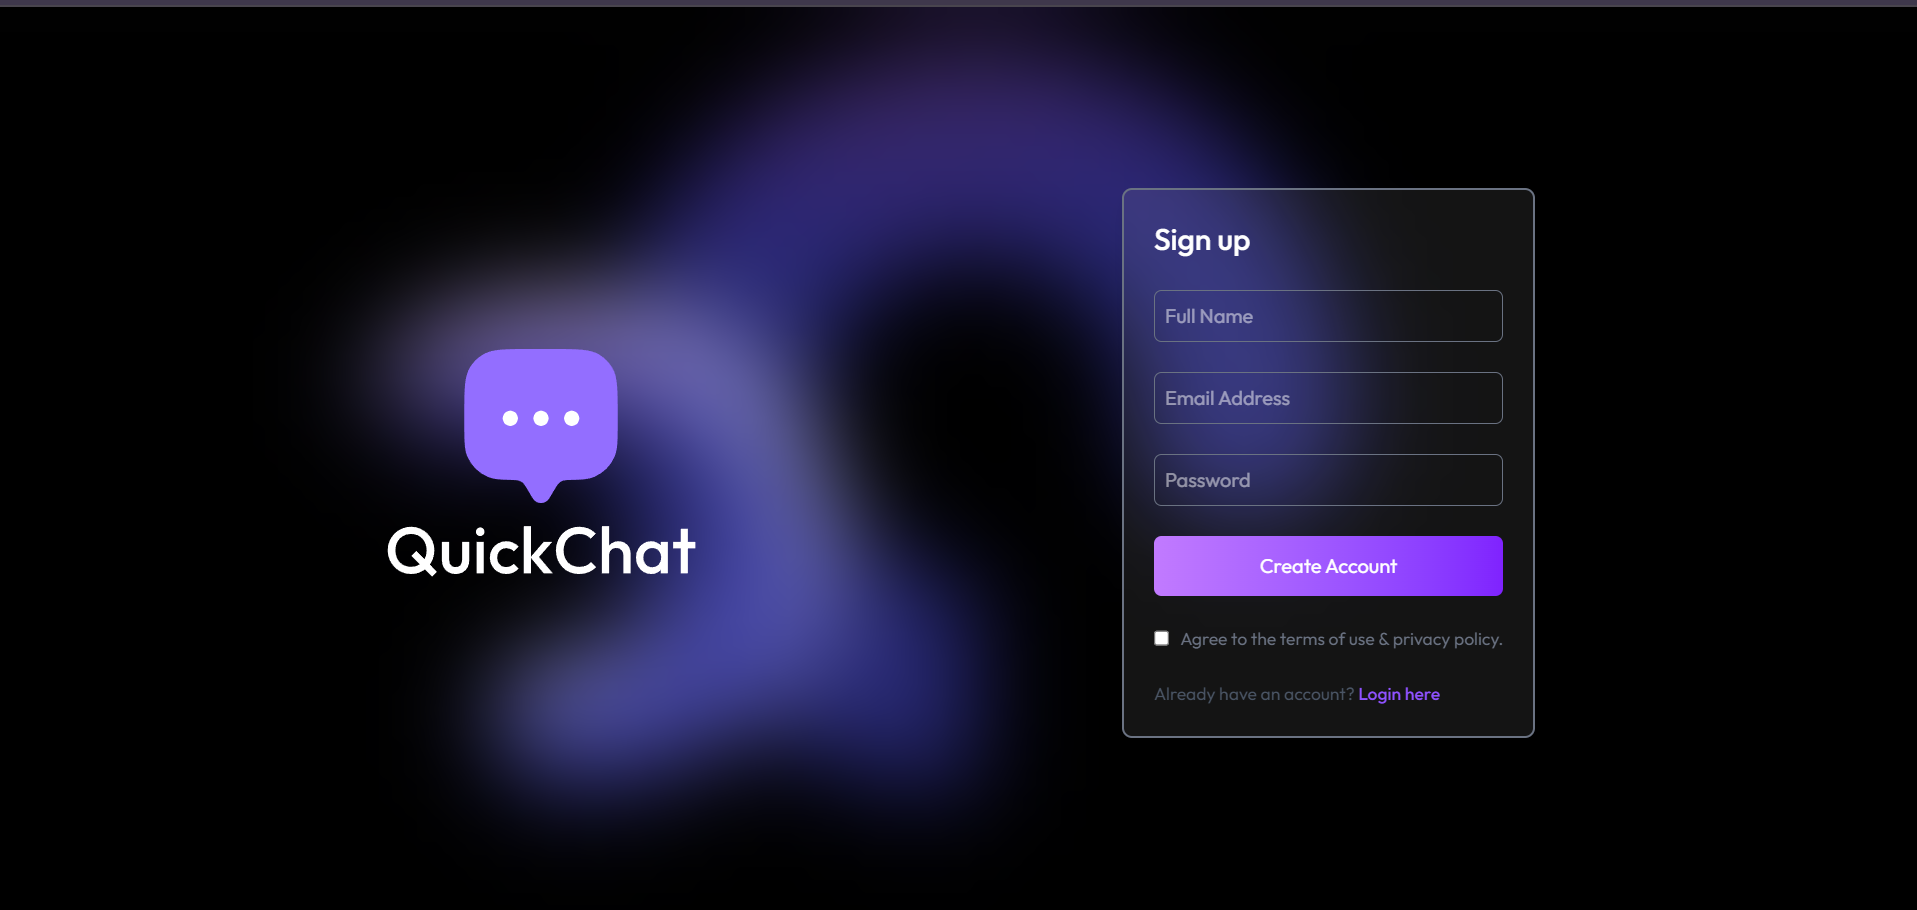 QuickChat
Sign up
Full Name
Email Address
Password
Create Account
Agree to the terms of use & privacy policy.
Already have an account? Login here